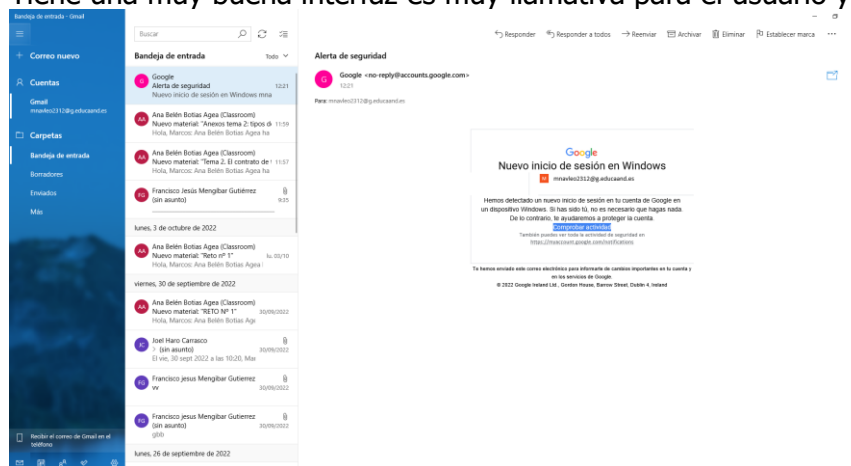 Tiene una muy buena interfaz es muy llamativa para el usuario y
Bandeja de entrada - Gmail
Correo nuevo
Cuentas
Gmail
mnavleo2312@g.educaand.es
Carpetas
Bandeja de entrada
Borradores
Enviados
Más
Recibir el correo de Gmail en el
teléfono
Buscar
Bandeja de entrada Todo
Google
Alerta de seguridad 12:21
Nuevo inicio de sesión en Windows mna
Ana Belén Botias Agea (Classroom)
Nuevo material: "Anexos tema 2: tipos d 11:59
Hola, Marcos: Ana Belén Botias Agea ha
Ana Belén Botias Agea (Classroom)
Nuevo material: "Tema 2. El contrato de 11:57
Hola, Marcos: Ana Belén Botias Agea ha
Francisco Jesús Mengíbar Gutiérrez
(sin asunto) 9:35
lunes, 3 de octubre de 2022
Ana Belén Botias Agea (Classroom)
Nuevo material: "Reto nº 1" lu. 03/10
Hola, Marcos: Ana Belén Botias Agea
viernes, 30 de septiembre de 2022
Ana Belén Botias Agea (Classroom)
Nuevo material: "RETO Nº 1" 30/09/2022
Hola, Marcos: Ana Belén Botias Age
Joel Haro Carrasco
(sin asunto) 30/09/2022
El vie, 30 sept 2022 a las 10:20, Mar
Francisco jesus Mengibar Gutierrez
vv 30/09/2022
Francisco jesus Mengibar Gutierrez
(sin asunto) 30/09/2022
gbb
lunes, 26 de septiembre de 2022
Responder Responder a todos Reenviar Archivar Eliminar Establecer marca
Alerta de seguridad
Google <no-reply@accounts.google.com>
12:21
Para: mnavleo2312@g.educaand.es
Google
Nuevo inicio de sesión en Windows
mnavleo2312@g.educaand.es
Hemos detectado un nuevo inicio de sesión en tu cuenta de Google en
un dispositivo Windows. Si has sido tú, no es necesario que hagas nada.
De lo contrario, te ayudaremos a proteger la cuenta.
Comprobar actividad
También puedes ver toda la actividad de seguridad en
https://myaccount.google.com/notifications
Te hemos enviado este correo electrónico para informarte de cambios importantes en tu cuenta y
en los servicios de Google.
© 2022 Google Ireland Ltd., Gordon House, Barrow Street, Dublin 4, Ireland